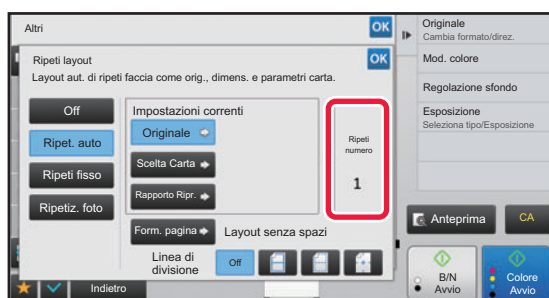 Altri
OK
Ripeti layout
OK
Layout aut. di ripeti faccia come orig., dimens. e parametri carta.
Off
Ripet. auto
Ripeti fisso
Ripetiz. foto
Impostazioni correnti
Originale
Scelta Carta
Rapporto Ripr.
Form. pagina
Layout senza spazi
Linea di
divisione
Off
Ripeti
numero
1
Indietro
Originale
Cambia formato/direz.
Mod. colore
Regolazione sfondo
Esposizione
Seleziona tipo/Esposizione
Anteprima
CA
B/N
Avvio
Colore
Avvio